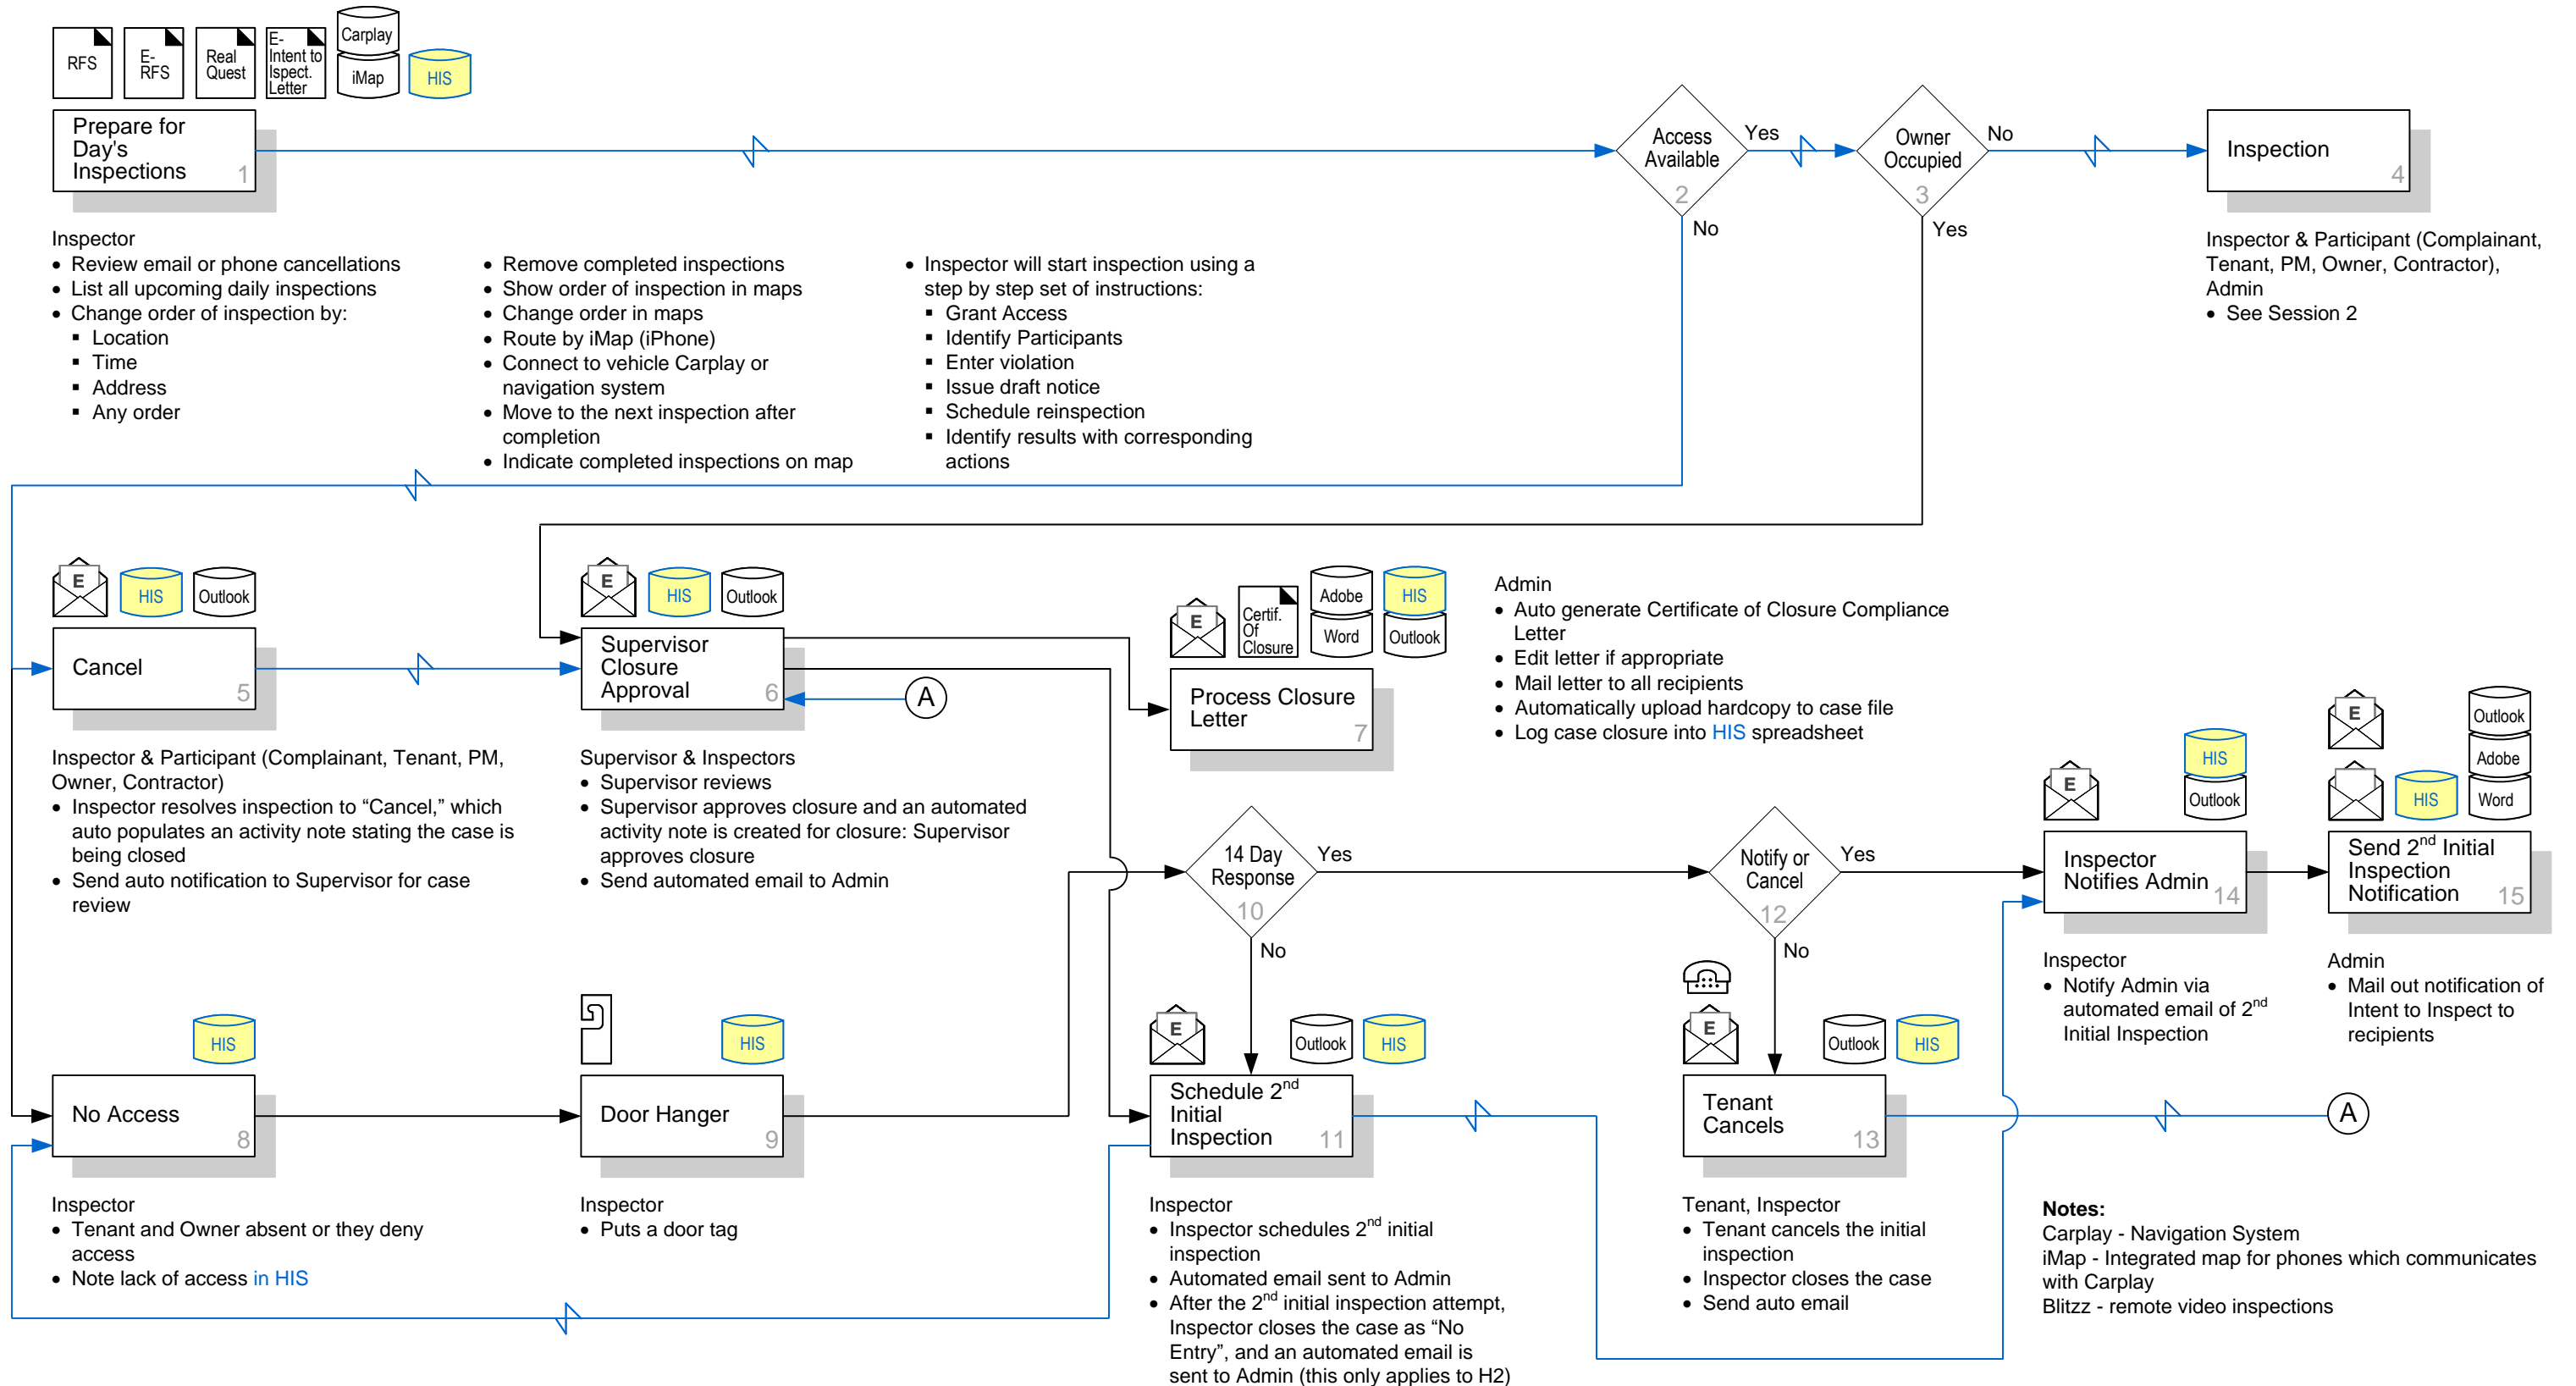 RFS
E-
RFS
Real
Quest
E-
Intent to
Ispect.
Letter
Carplay
iMap
HIS
Prepare for
Day's
Inspections
1
Access
Available
2
Yes
No
Owner
Occupied
3
No
Yes
Inspection
4
Inspector
• Review email or phone cancellations
• List all upcoming daily inspections
• Change order of inspection by:
▪ Location
▪ Time
▪ Address
▪ Any order
• Remove completed inspections
• Show order of inspection in maps
• Change order in maps
• Route by iMap (iPhone)
• Connect to vehicle Carplay or
navigation system
• Move to the next inspection after
completion
• Indicate completed inspections on map
• Inspector will start inspection using a
step by step set of instructions:
▪ Grant Access
▪ Identify Participants
▪ Enter violation
▪ Issue draft notice
▪ Schedule reinspection
▪ Identify results with corresponding
actions
Inspector & Participant (Complainant,
Tenant, PM, Owner, Contractor),
Admin
• See Session 2
E
HIS
Outlook
Cancel
5
Inspector & Participant (Complainant, Tenant, PM,
Owner, Contractor)
• Inspector resolves inspection to “Cancel,” which
auto populates an activity note stating the case is
being closed
• Send auto notification to Supervisor for case
review
E
HIS
Outlook
Supervisor
Closure
Approval
6
A
Supervisor & Inspectors
• Supervisor reviews
• Supervisor approves closure and an automated
activity note is created for closure: Supervisor
approves closure
• Send automated email to Admin
E
Certif.
Of
Closure
Adobe
Word
HIS
Outlook
Process Closure
Letter
7
Admin
• Auto generate Certificate of Closure Compliance
Letter
• Edit letter if appropriate
• Mail letter to all recipients
• Automatically upload hardcopy to case file
• Log case closure into HIS spreadsheet
HIS
No Access
8
Inspector
• Tenant and Owner absent or they deny
access
• Note lack of access in HIS
HIS
Door Hanger
9
Inspector
• Puts a door tag
14 Day
Response
10
Yes
No
E
Outlook
HIS
Schedule 2nd
Initial
Inspection
11
Inspector
• Inspector schedules 2nd initial
inspection
• Automated email sent to Admin
• After the 2nd initial inspection attempt,
Inspector closes the case as “No
Entry”, and an automated email is
sent to Admin (this only applies to H2)
Notify or
Cancel
12
Yes
No
E
Outlook
HIS
Tenant
Cancels
13
Tenant, Inspector
• Tenant cancels the initial
inspection
• Inspector closes the case
• Send auto email
E
HIS
Outlook
Inspector
Notifies Admin
14
Inspector
• Notify Admin via
automated email of 2nd
Initial Inspection
E
HIS
Outlook
Adobe
Word
Send 2nd Initial
Inspection
Notification
15
Admin
• Mail out notification of
Intent to Inspect to
recipients
A
Notes:
Carplay - Navigation System
iMap - Integrated map for phones which communicates
with Carplay
Blitzz - remote video inspections